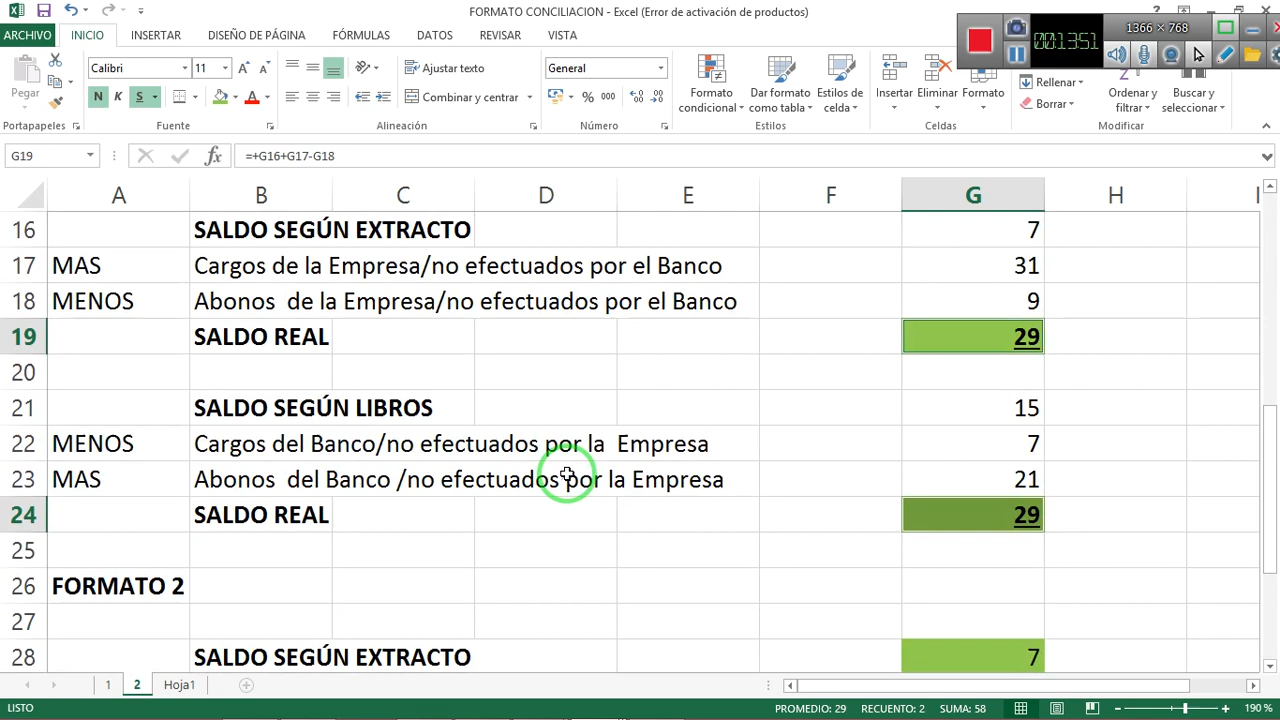 FORMATO CONCILIACION - Excel (Error de activación de productos)
ARCHIVO INICIO INSERTAR DISEÑO DE PÁGINA FÓRMULAS DATOS REVISAR VISTA
1366 × 768
00:13:51
Pegar
Calibri 11
N K S
Ajustar texto
Combinar y centrar
General
% 000
Formato condicional
Dar formato como tabla
Estilos de celda
Insertar Eliminar Formato
Rellenar
Borrar
Ordenar y filtrar
Buscar y seleccionar
Portapapeles Fuente Alineación Número Estilos Celdas Modificar
G19 fx =+G16+G17-G18
A B C D E F G H I
16 SALDO SEGÚN EXTRACTO 7
17 MAS Cargos de la Empresa/no efectuados por el Banco 31
18 MENOS Abonos de la Empresa/no efectuados por el Banco 9
19 SALDO REAL 29
20
21 SALDO SEGÚN LIBROS 15
22 MENOS Cargos del Banco/no efectuados por la Empresa 7
23 MAS Abonos del Banco /no efectuados por la Empresa 21
24 SALDO REAL 29
25
26 FORMATO 2
27
28 SALDO SEGÚN EXTRACTO 7
1 2 Hoja1
LISTO PROMEDIO: 29 RECUENTO: 2 SUMA: 58 190 %